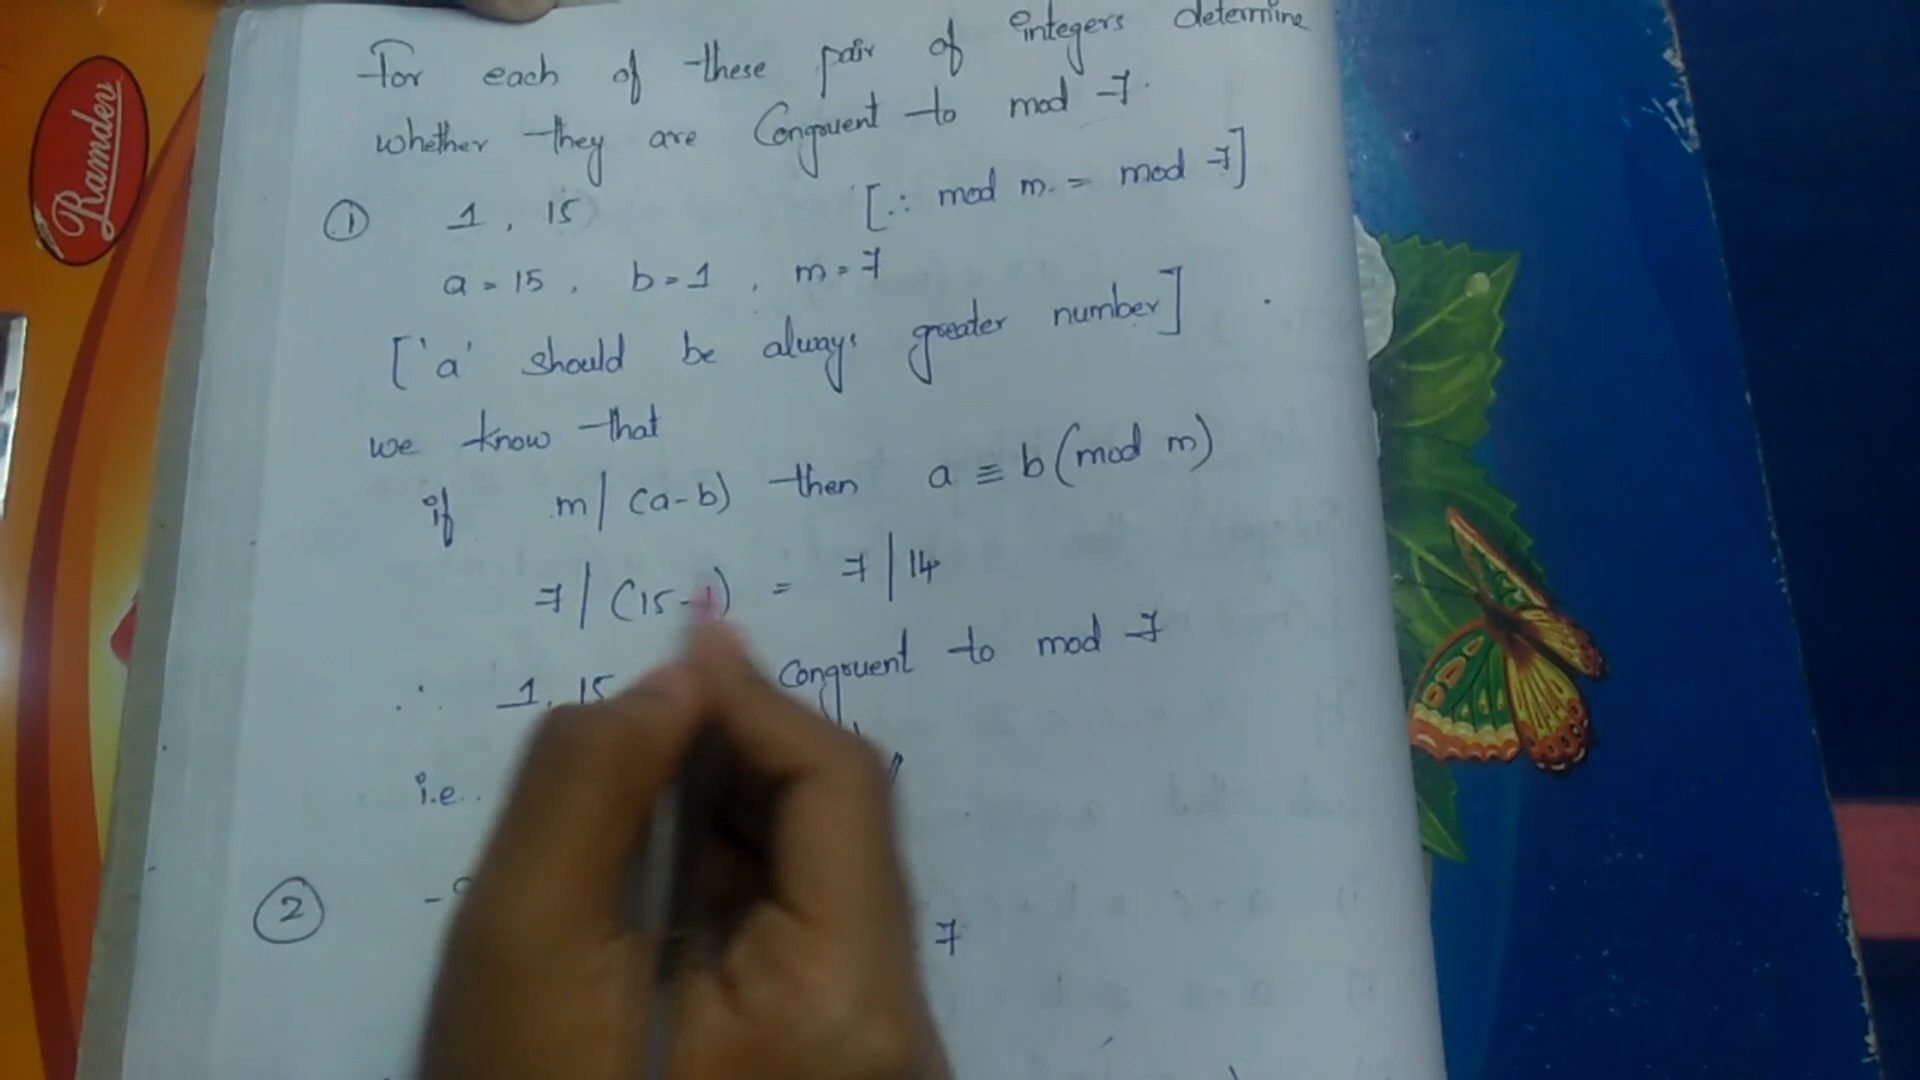 Ramdev
For each of these pair of integers determine
whether they are Congruent to mod 7.
① 1, 15 [∴ mod m = mod 7]
a = 15, b = 1, m = 7
['a' should be always greater number]
we know that
if m | (a-b) then a ≡ b (mod m)
7 | (15-1) = 7 | 14
∴ 1, 15 Congruent to mod 7
i.e.
② 7